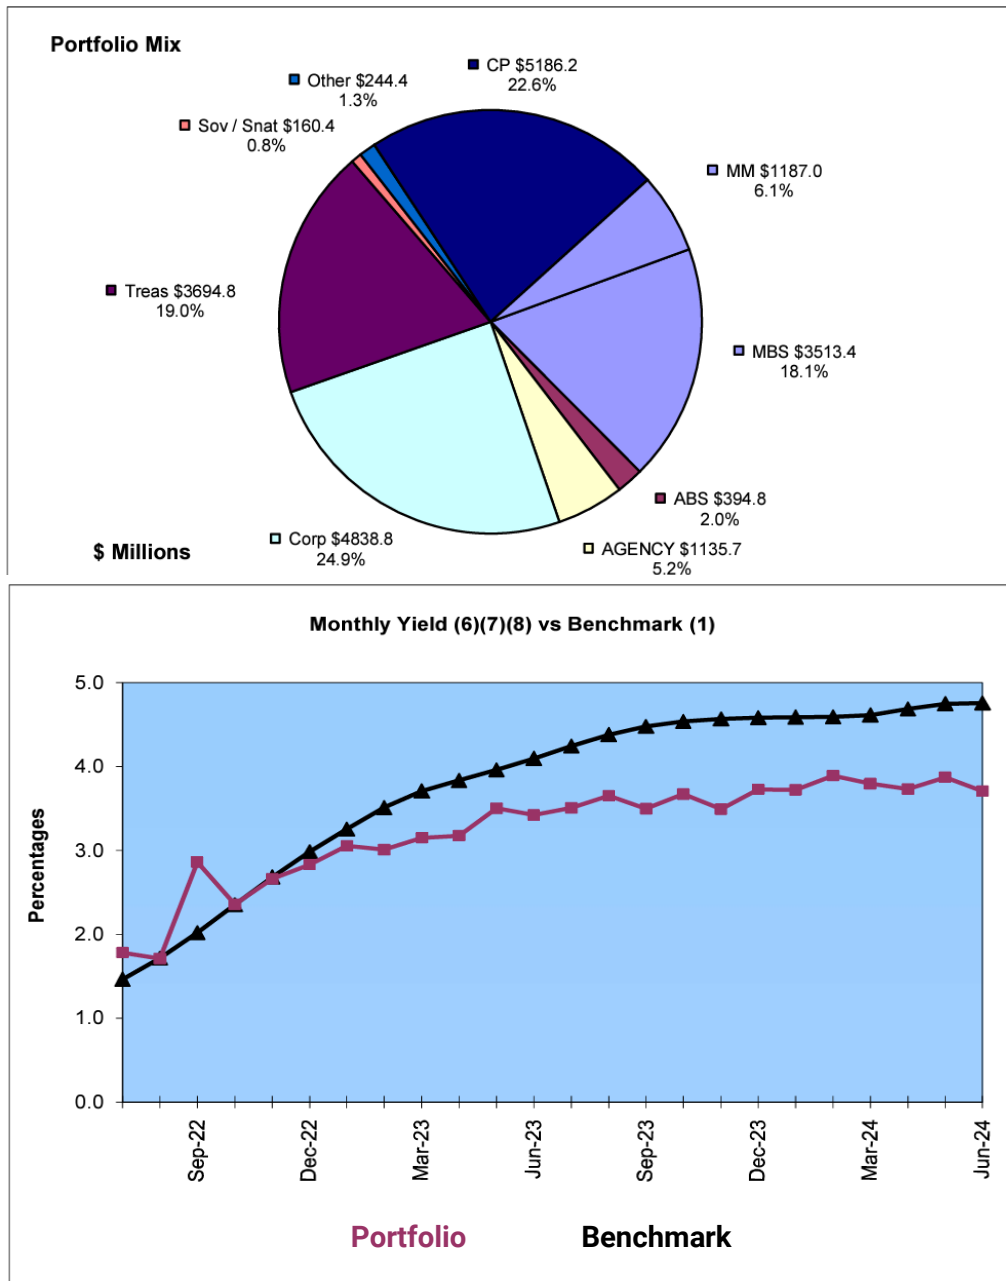 Portfolio Mix
CP $5186.2
22.6%
Other $244.4
1.3%
Sov / Snat $160.4
0.8%
MM $1187.0
6.1%
Treas $3694.8
19.0%
MBS $3513.4
18.1%
ABS $394.8
2.0%
Corp $4838.8
24.9%
AGENCY $1135.7
5.2%
$ Millions
Monthly Yield (6)(7)(8) vs Benchmark (1)
Percentages
5.0
4.0
3.0
2.0
1.0
0.0
Sep-22
Dec-22
Mar-23
Jun-23
Sep-23
Dec-23
Mar-24
Jun-24
Portfolio
Benchmark